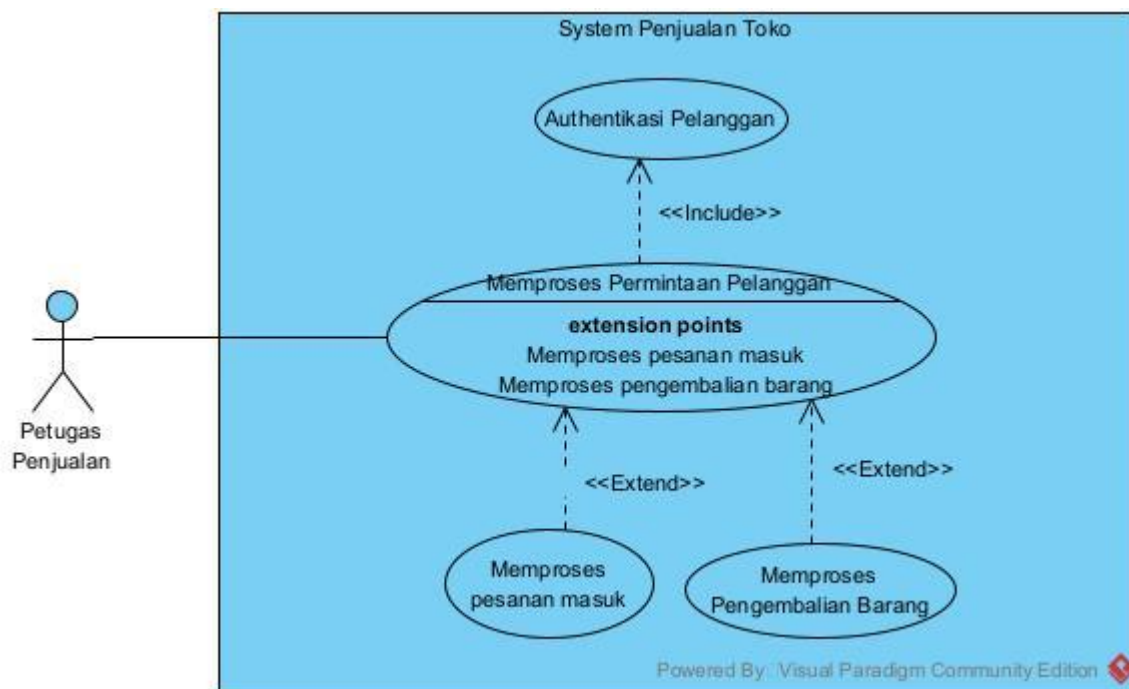 System Penjualan Toko
Authentikasi Pelanggan
<<Include>>
Memproses Permintaan Pelanggan
extension points
Memproses pesanan masuk
Memproses pengembalian barang
Petugas
Penjualan
<<Extend>>
<<Extend>>
Memproses
pesanan masuk
Memproses
Pengembalian Barang
Powered By Visual Paradigm Community Edition